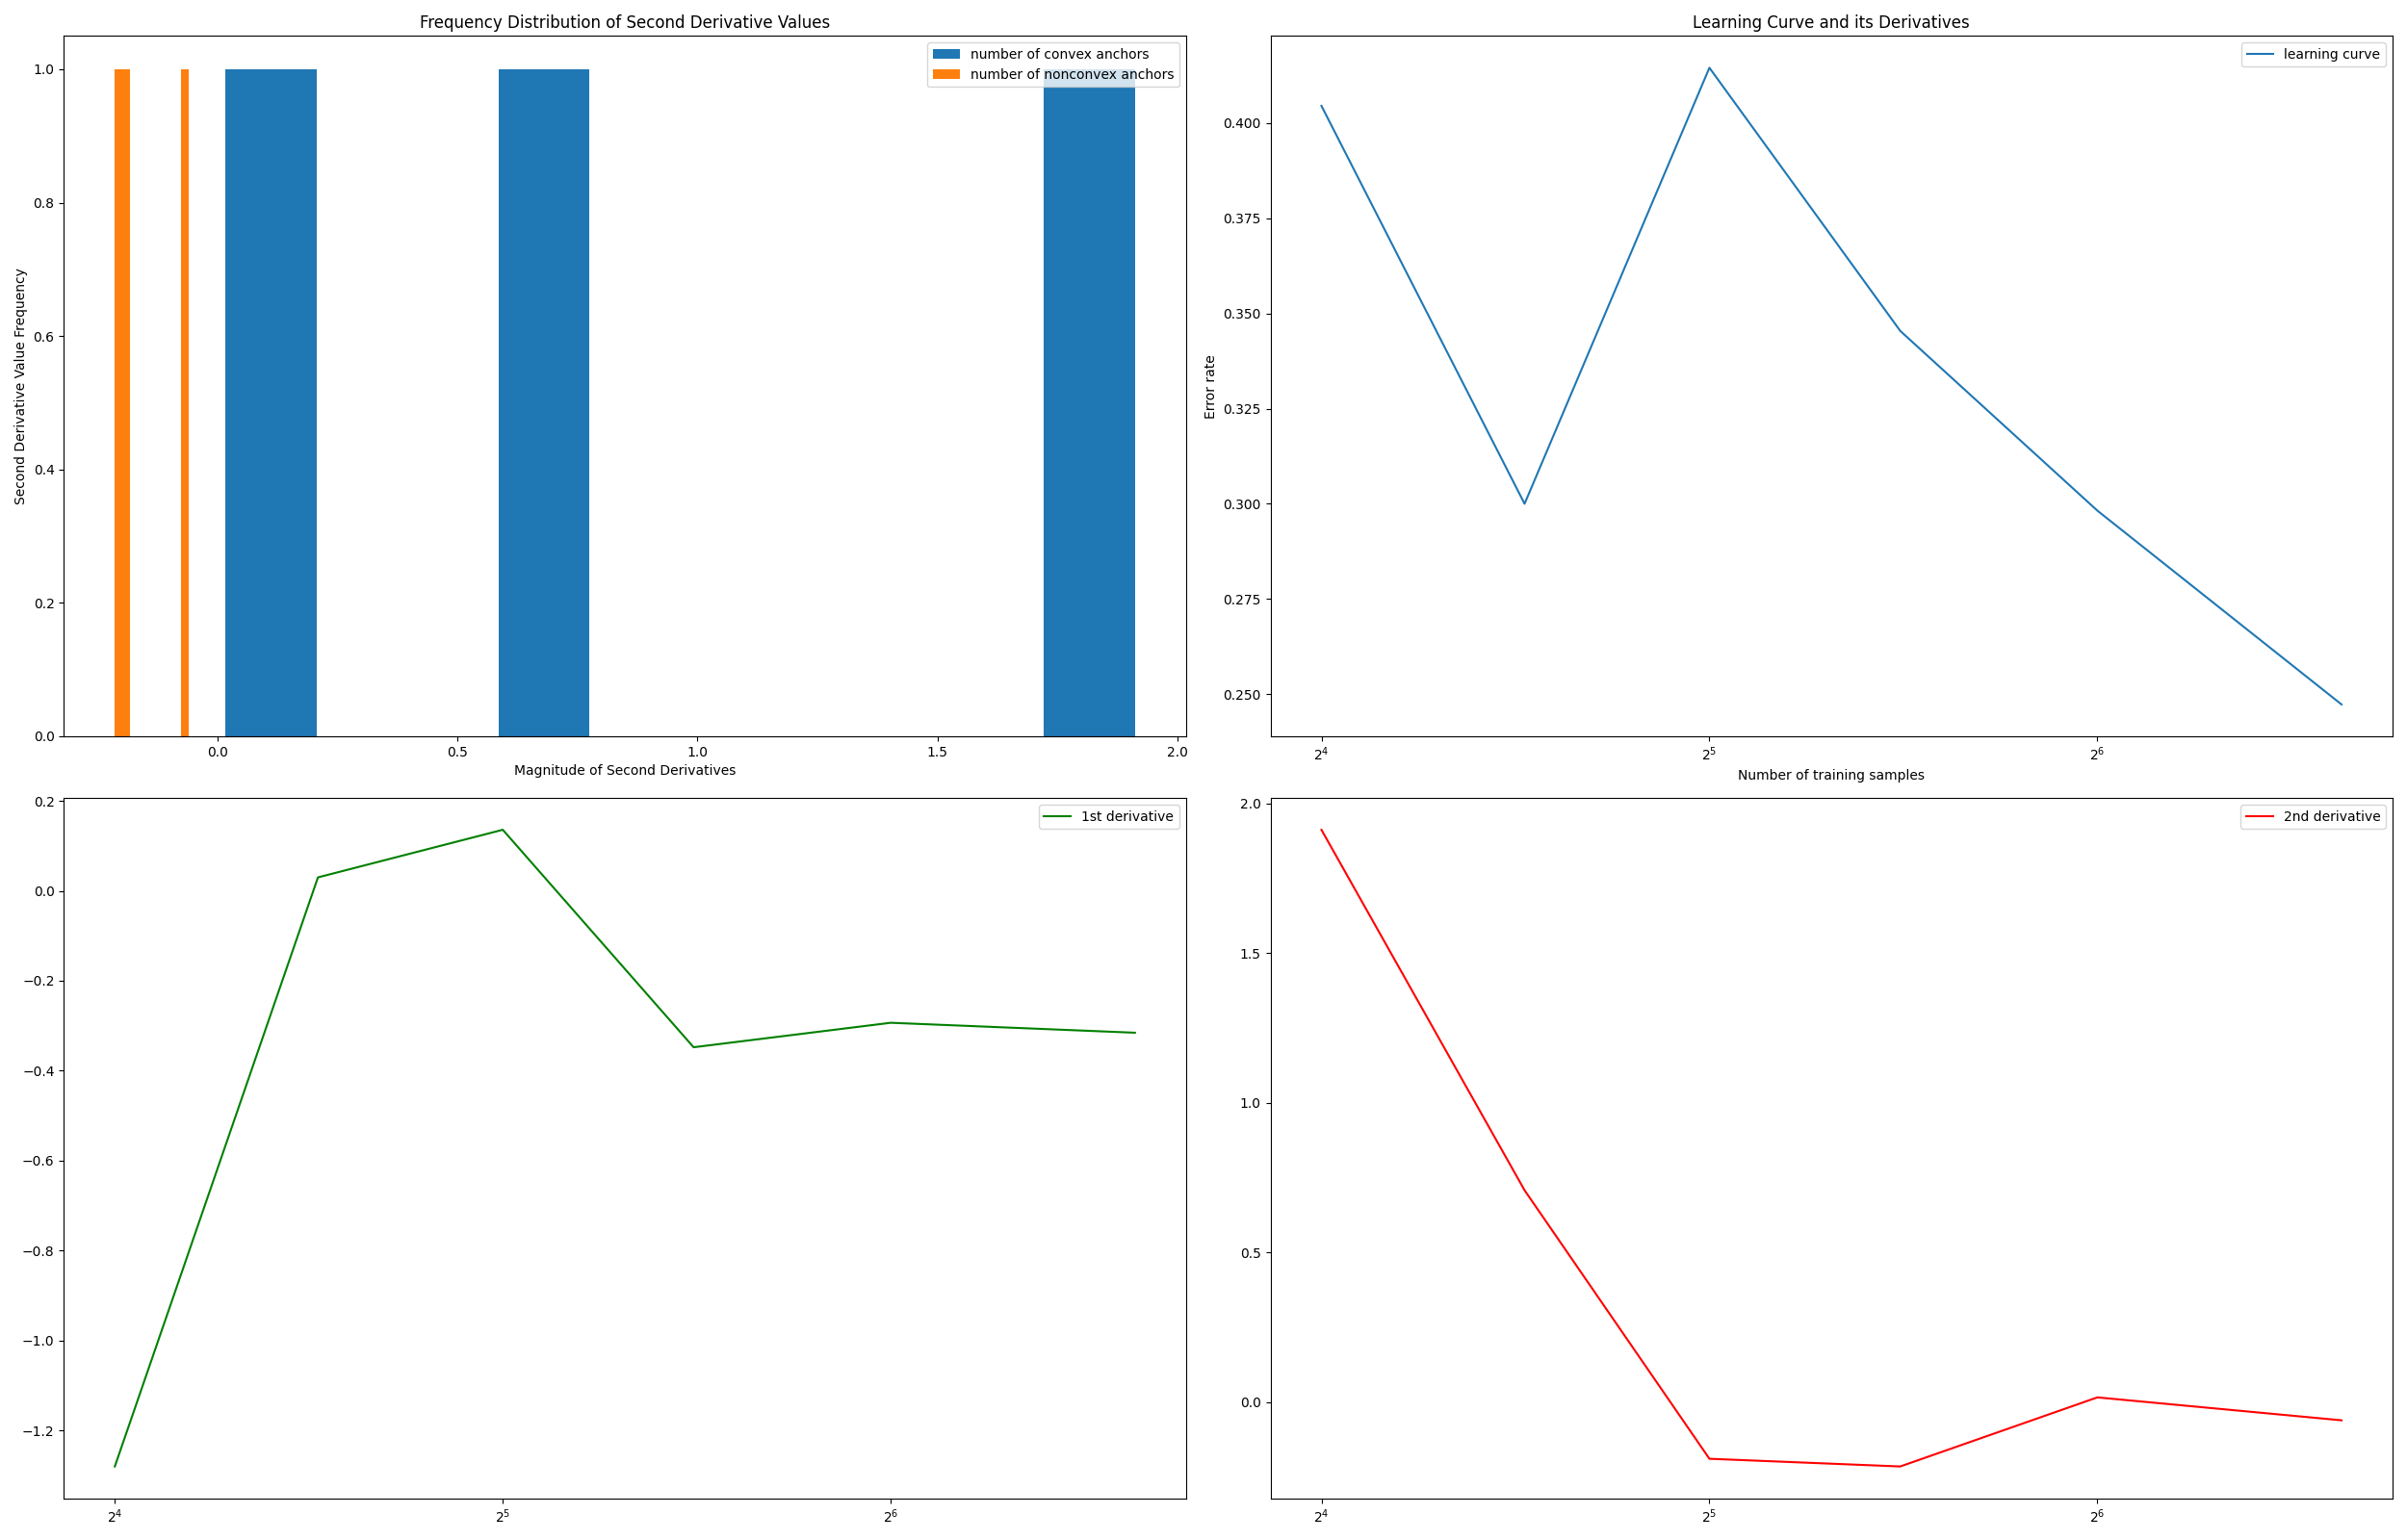 Frequency Distribution of Second Derivative Values
number of convex anchors
number of nonconvex anchors
Second Derivative Value Frequency
1.0
0.8
0.6
0.4
0.2
0.0
0.0 0.5 1.0 1.5 2.0
Magnitude of Second Derivatives
Learning Curve and its Derivatives
learning curve
Error rate
0.400
0.375
0.350
0.325
0.300
0.275
0.250
2⁴ 2⁵ 2⁶
Number of training samples
1st derivative
0.2
0.0
−0.2
−0.4
−0.6
−0.8
−1.0
−1.2
2⁴ 2⁵ 2⁶
2nd derivative
2.0
1.5
1.0
0.5
0.0
2⁴ 2⁵ 2⁶